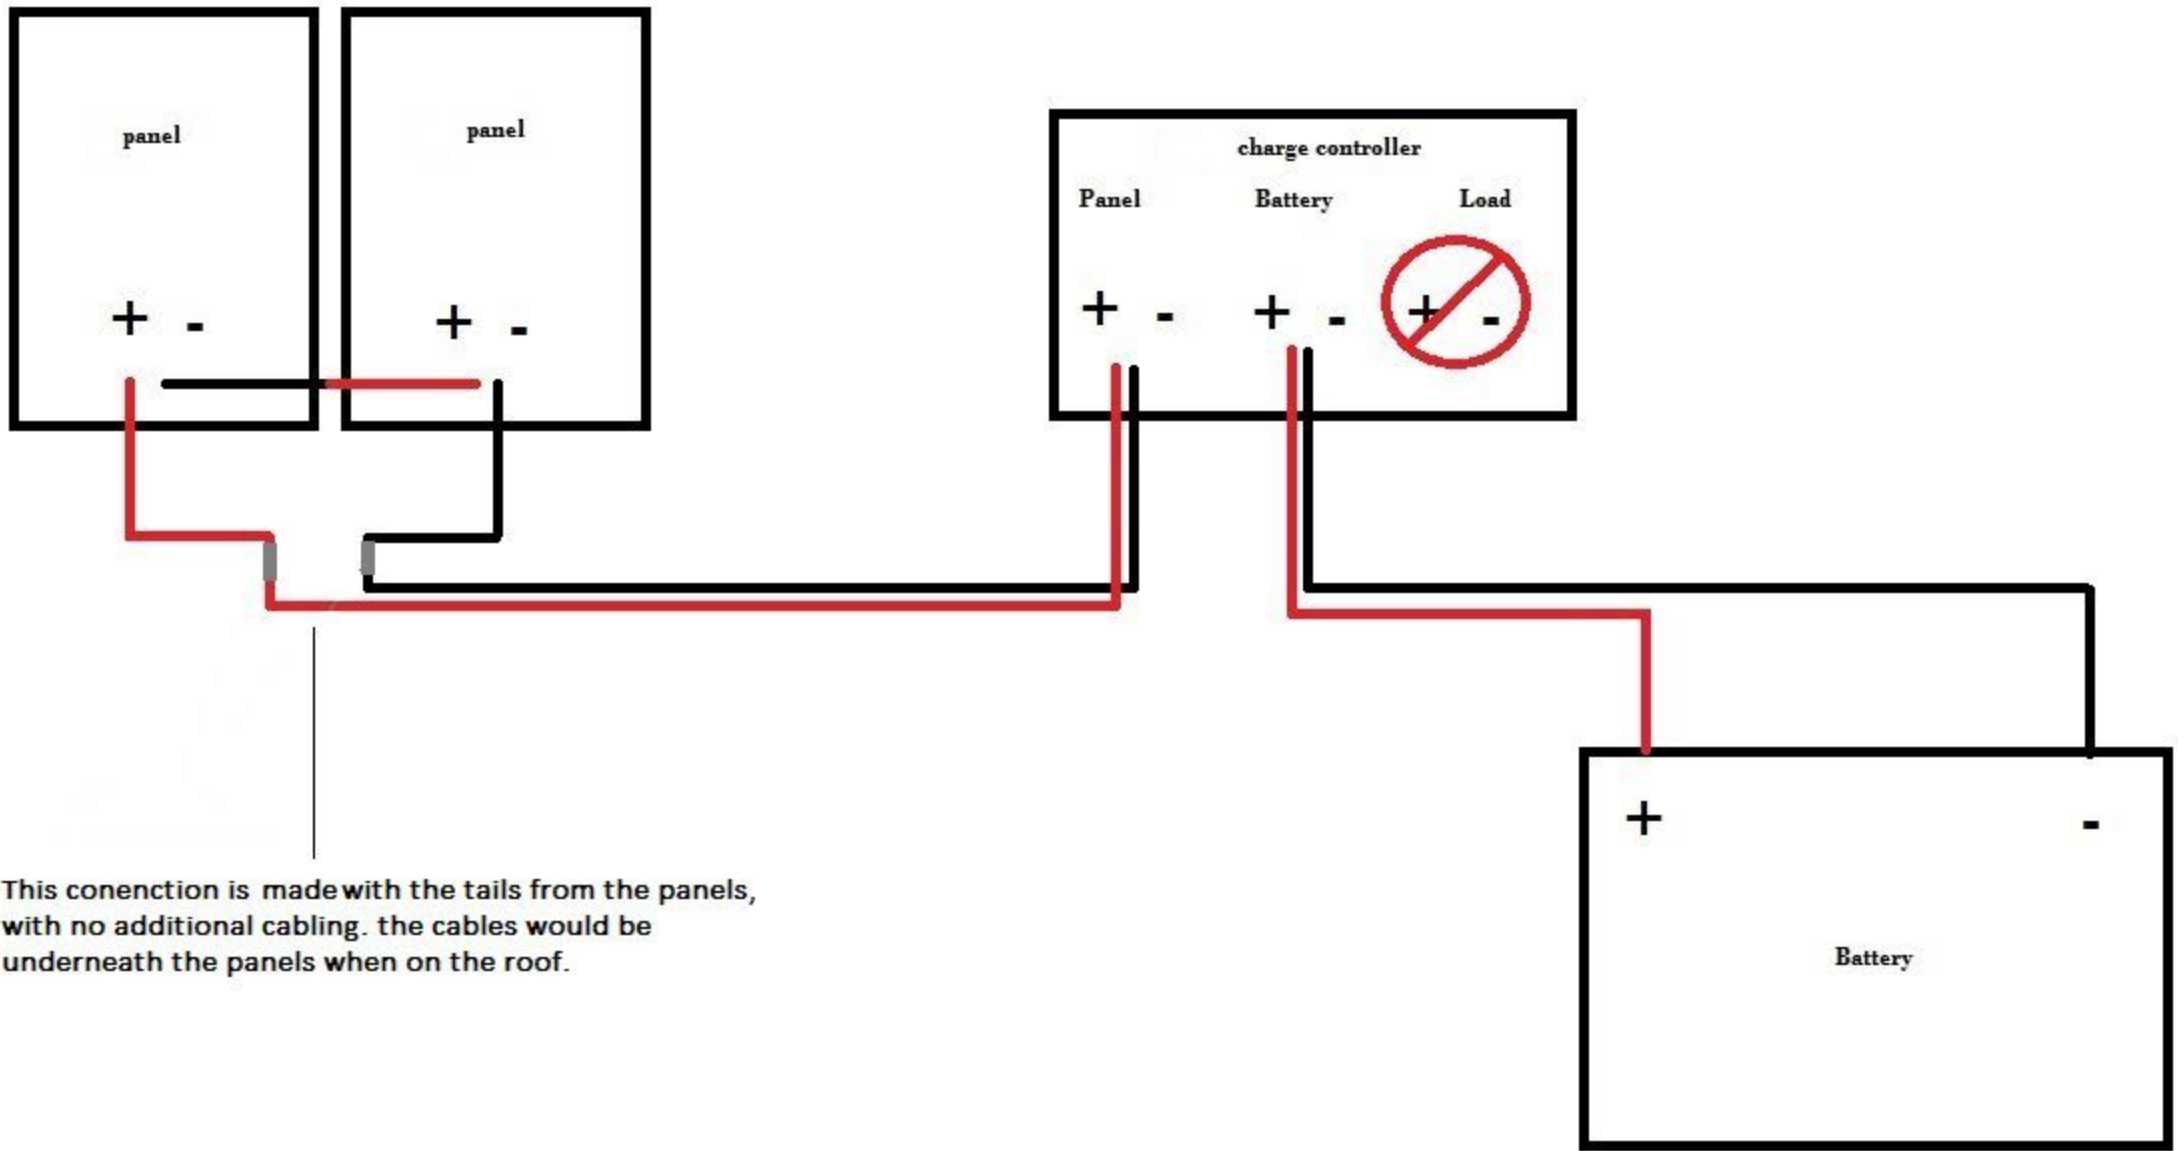 panel
panel
+ -
+ -
charge controller
Panel Battery Load
+ - + - + -
This conenction is made with the tails from the panels,
with no additional cabling. the cables would be
underneath the panels when on the roof.
+ -
Battery